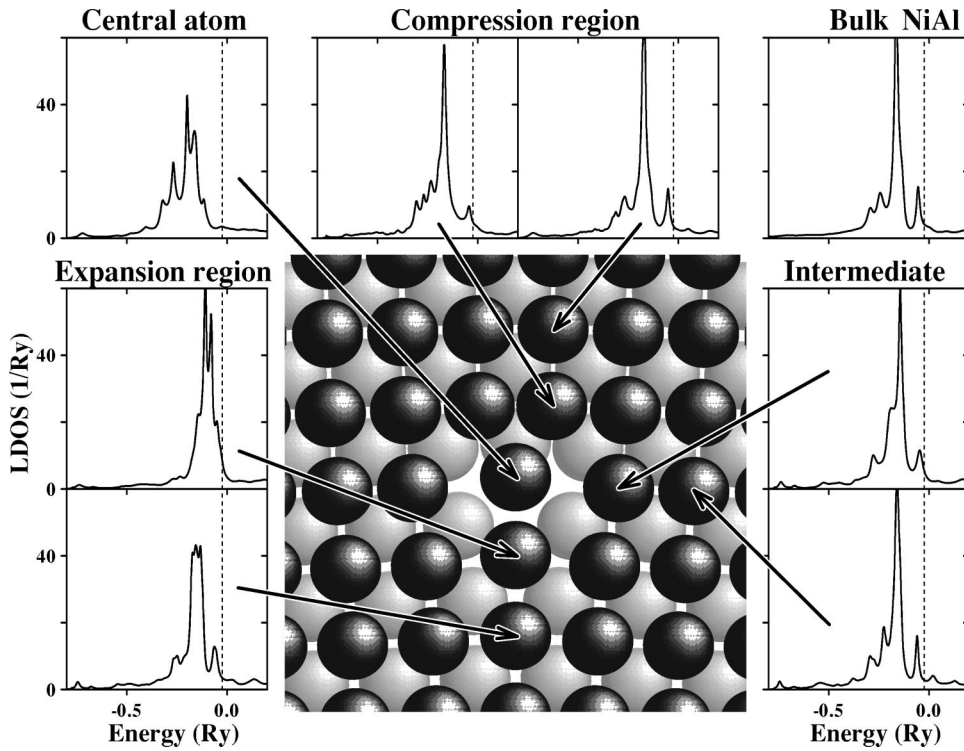 Central atom
Compression region
Bulk NiAl
40
0
Expansion region
Intermediate
40
0
LDOS (1/Ry)
40
0
-0.5 0.0
-0.5 0.0
Energy (Ry)
Energy (Ry)